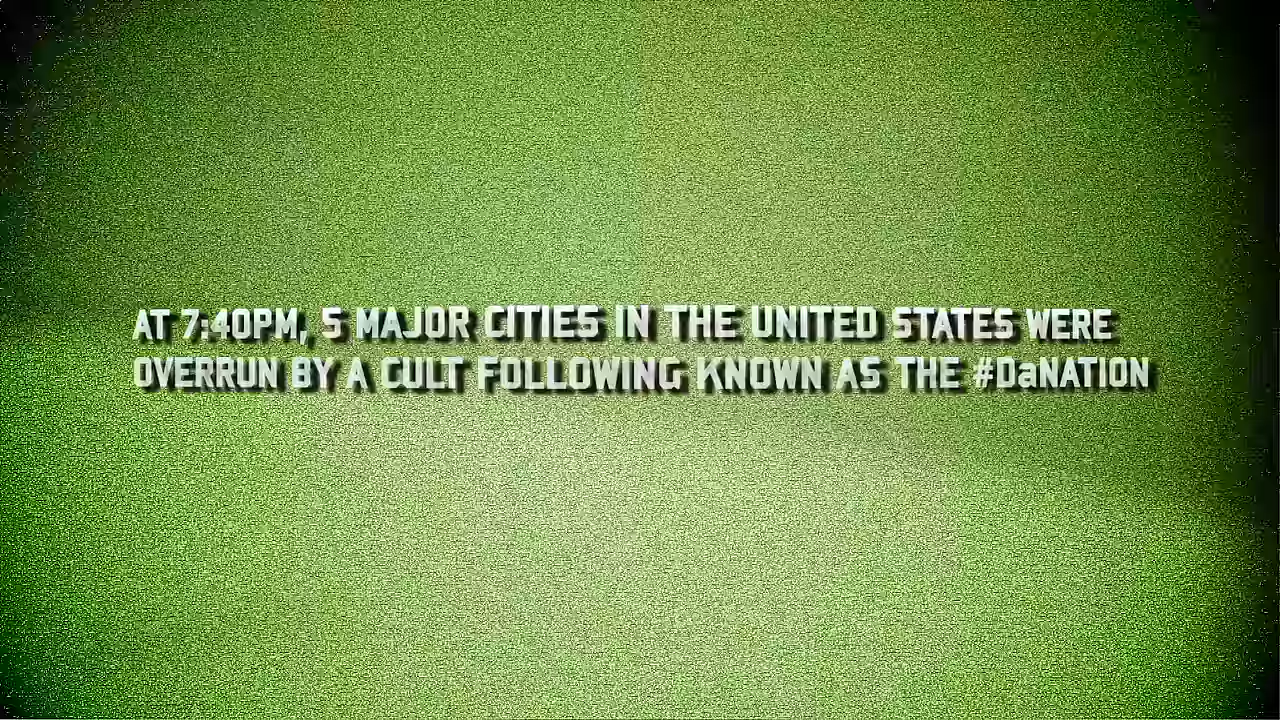 AT 7:40PM, 5 MAJOR CITIES IN THE UNITED STATES WERE
OVERRUN BY A CULT FOLLOWING KNOWN AS THE #DaNATION